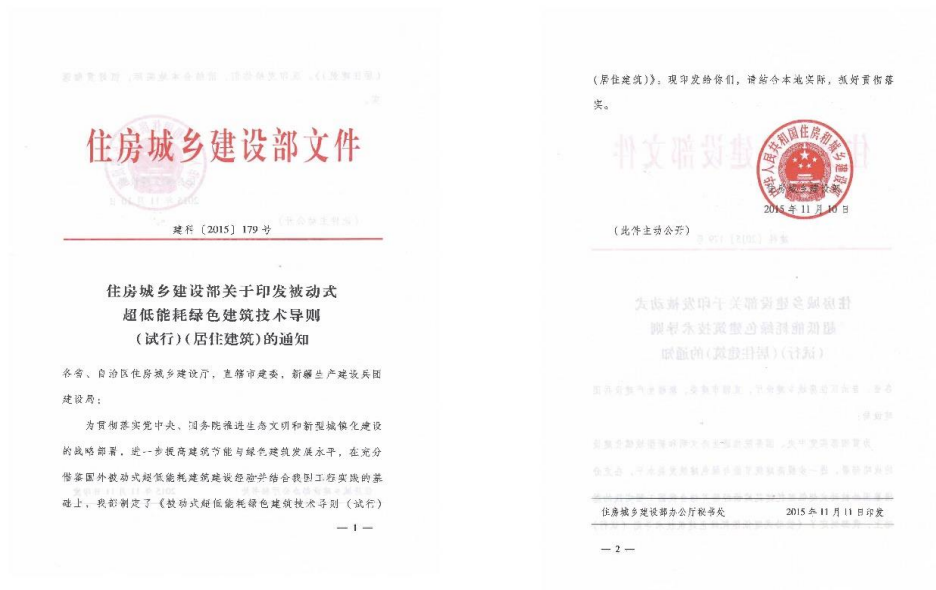 住房城乡建设部文件
建科〔2015〕179号
住房城乡建设部关于印发被动式
超低能耗绿色建筑技术导则
（试行）（居住建筑）的通知
各省、自治区住房城乡建设厅，直辖市建委，新疆生产建设兵团
建设局：
为贯彻落实党中央、国务院推进生态文明和新型城镇化建设
的战略部署，进一步提高建筑节能与绿色建筑发展水平，在充分
借鉴国外被动式超低能耗建筑建设经验并结合我国工程实践的基
础上，我部制定了《被动式超低能耗绿色建筑技术导则（试行）
— 1 —
（居住建筑）》。现印发给你们，请结合本地实际，抓好贯彻落
实。
中华人民共和国住房和城乡建设部
住房城乡建设部
2015年11月10日
（此件主动公开）
住房城乡建设部办公厅秘书处 2015年11月11日印发
— 2 —